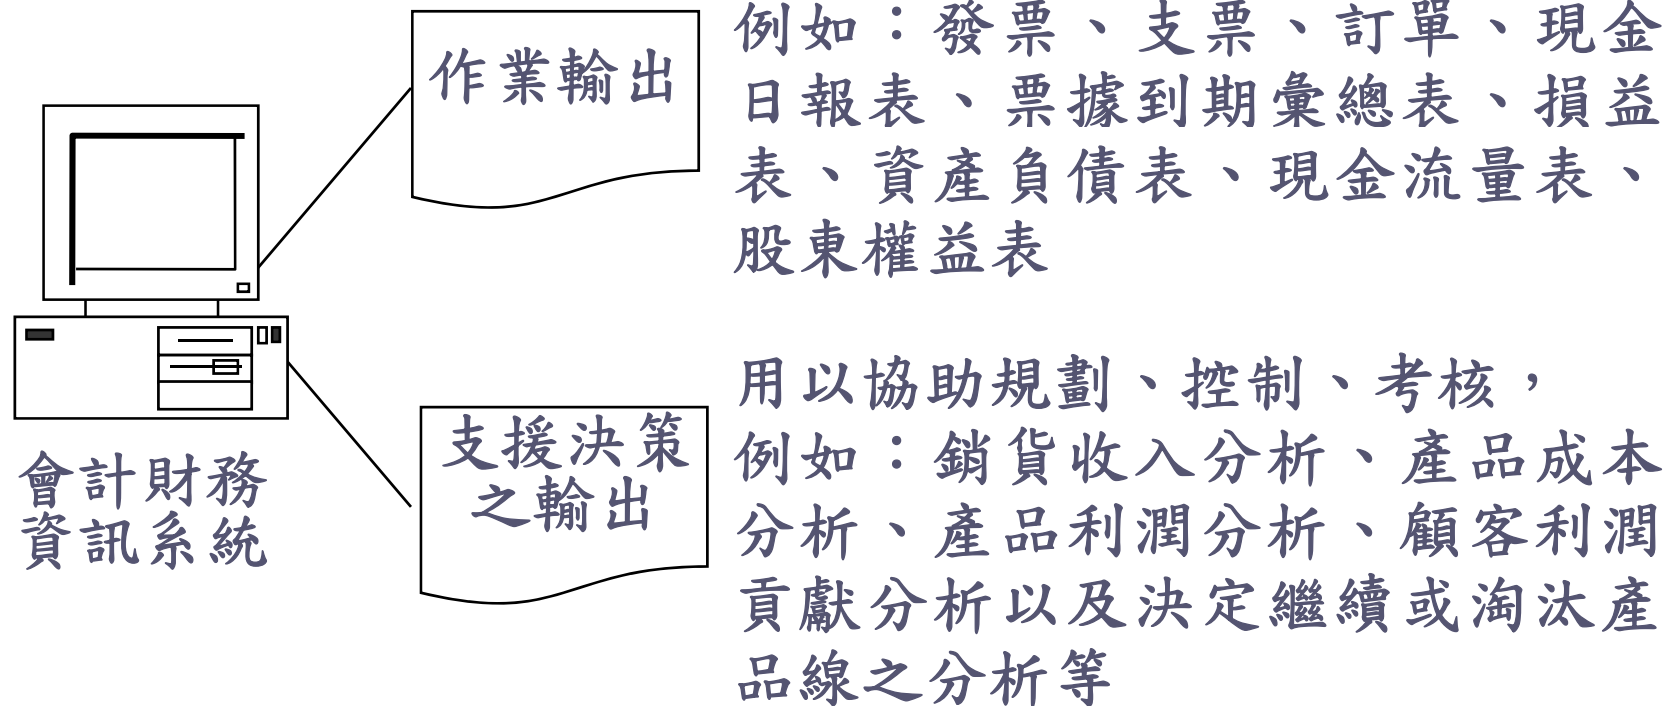 作業輸出
例如：發票、支票、訂單、現金
日報表、票據到期彙總表、損益
表、資產負債表、現金流量表、
股東權益表
會計財務
資訊系統
支援決策
之輸出
用以協助規劃、控制、考核，
例如：銷貨收入分析、產品成本
分析、產品利潤分析、顧客利潤
貢獻分析以及決定繼續或淘汰產
品線之分析等